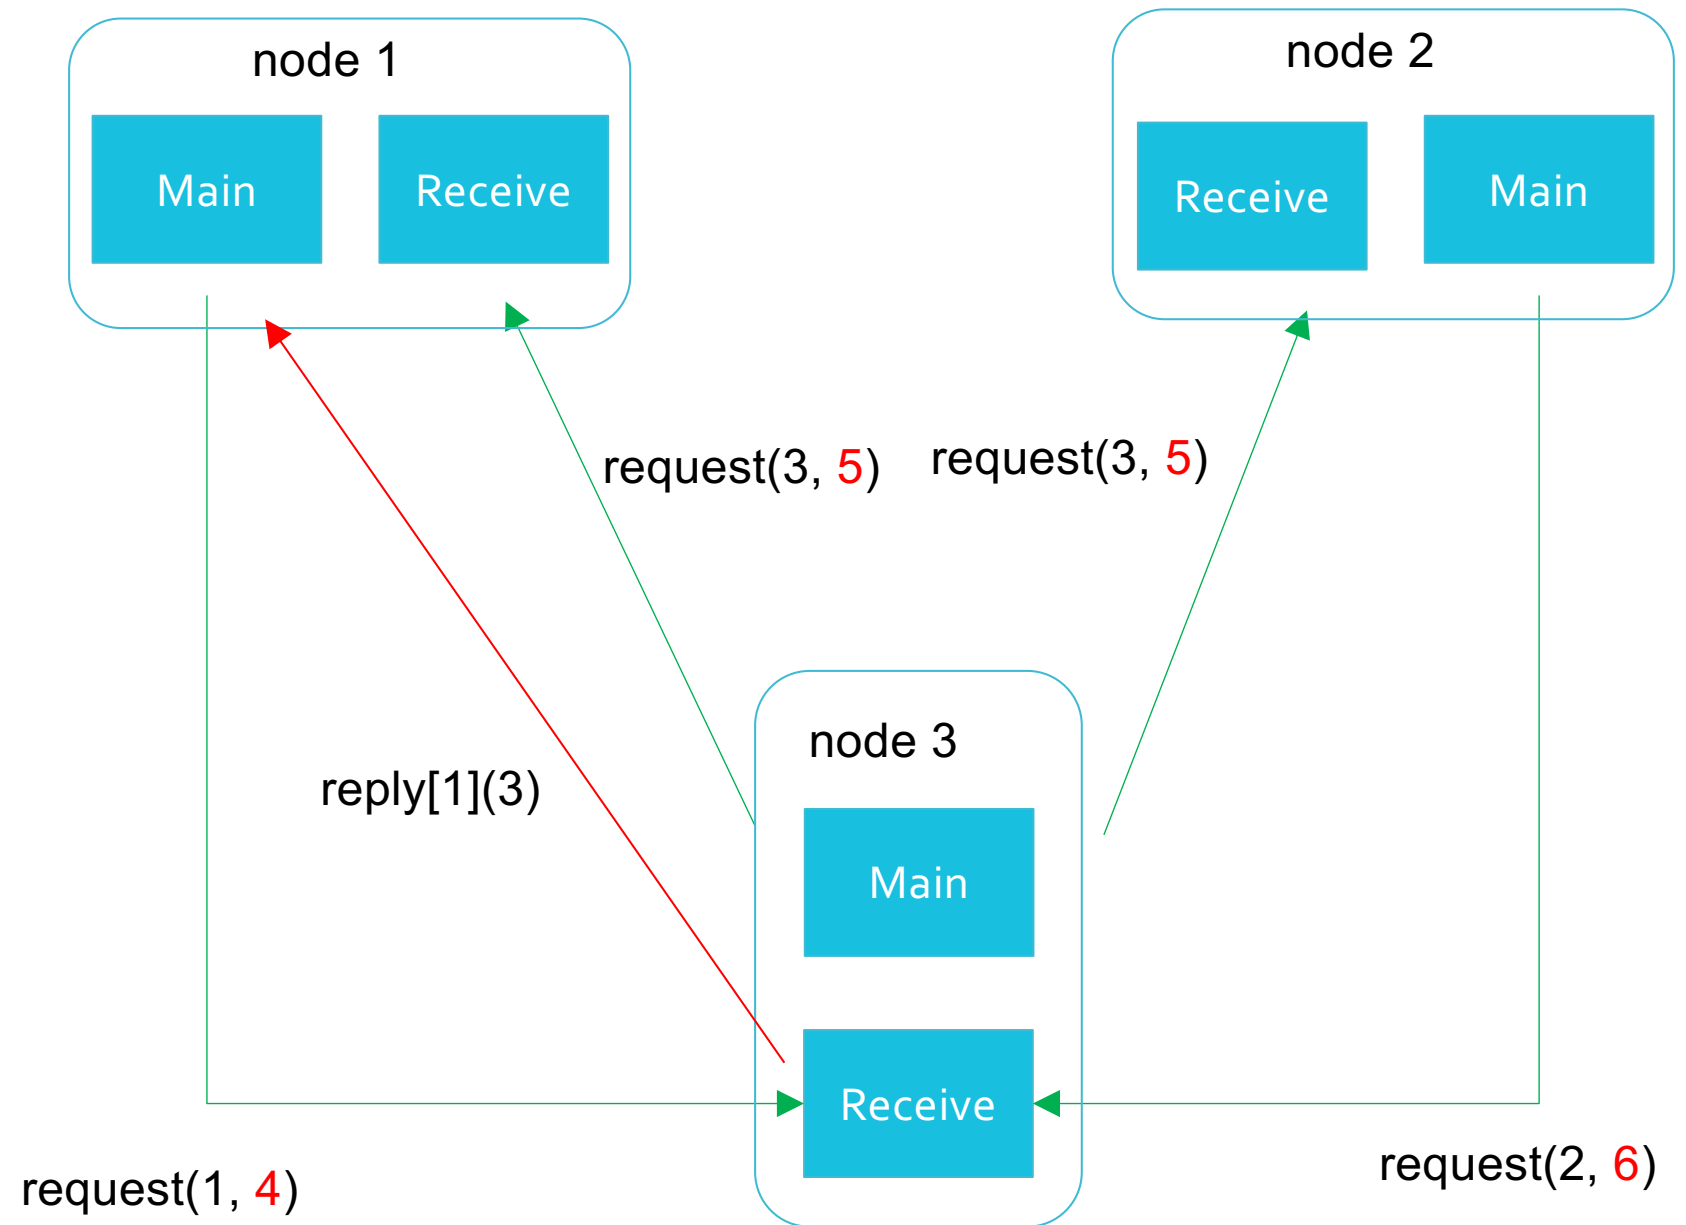 node 1
node 2
Main
Receive
Receive
Main
request(3, 5)
request(3, 5)
node 3
reply[1](3)
Main
Receive
request(1, 4)
request(2, 6)